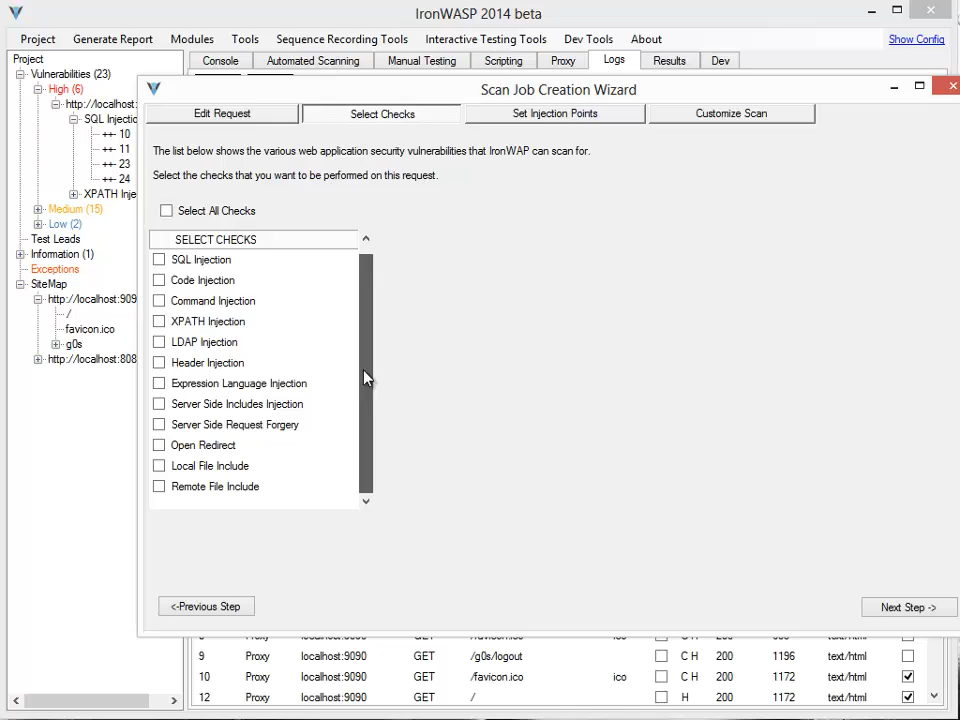 IronWASP 2014 beta
Project Generate Report Modules Tools Sequence Recording Tools Interactive Testing Tools Dev Tools About Show Config
Project
Vulnerabilities (23)
High (6)
http://localhost:
SQL Injectio
10
11
23
24
XPATH Inje
Medium (15)
Low (2)
Test Leads
Information (1)
Exceptions
SiteMap
http://localhost:909
/
favicon.ico
g0s
http://localhost:808
Console Automated Scanning Manual Testing Scripting Proxy Logs Results Dev
Scan Job Creation Wizard
Edit Request Select Checks Set Injection Points Customize Scan
The list below shows the various web application security vulnerabilities that IronWAP can scan for.
Select the checks that you want to be performed on this request.
Select All Checks
SELECT CHECKS
SQL Injection
Code Injection
Command Injection
XPATH Injection
LDAP Injection
Header Injection
Expression Language Injection
Server Side Includes Injection
Server Side Request Forgery
Open Redirect
Local File Include
Remote File Include
<-Previous Step Next Step ->
9 Proxy localhost:9090 GET /g0s/logout C H 200 1196 text/html
10 Proxy localhost:9090 GET /favicon.ico ico C H 200 1172 text/html
12 Proxy localhost:9090 GET / H 200 1172 text/html